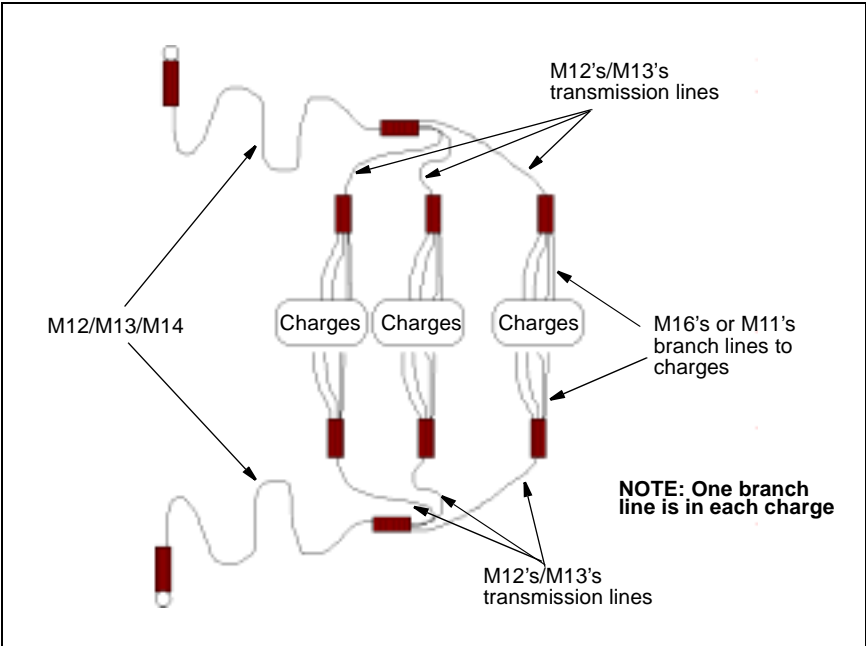 M12's/M13's
transmission lines
Charges
Charges
Charges
M12/M13/M14
M16's or M11's
branch lines to
charges
NOTE: One branch
line is in each charge
M12's/M13's
transmission lines